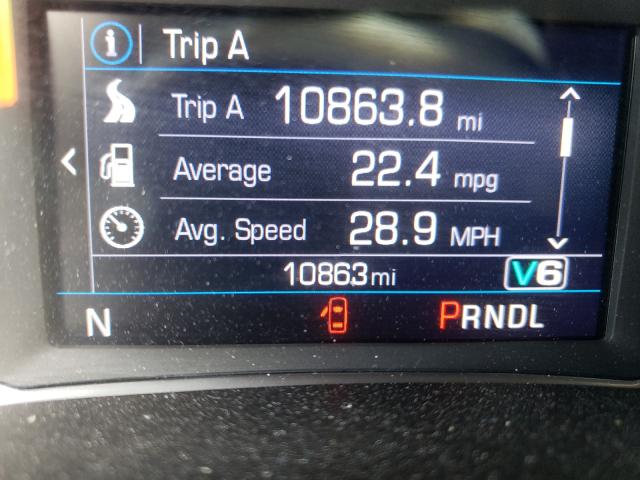 i Trip A
Trip A 10863.8 mi
Average 22.4 mpg
Avg. Speed 28.9 MPH
10863mi V6
N PRNDL